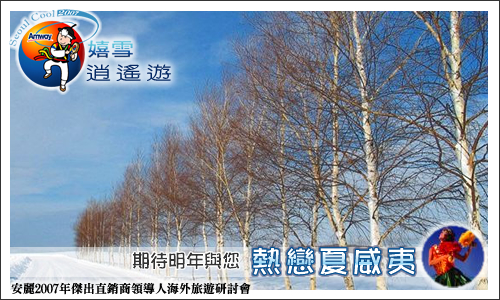 Seoul Cool 2007
Amway
嬉雪
逍遙遊
期待明年與您 熱戀夏威夷
安麗2007年傑出直銷商領導人海外旅遊研討會